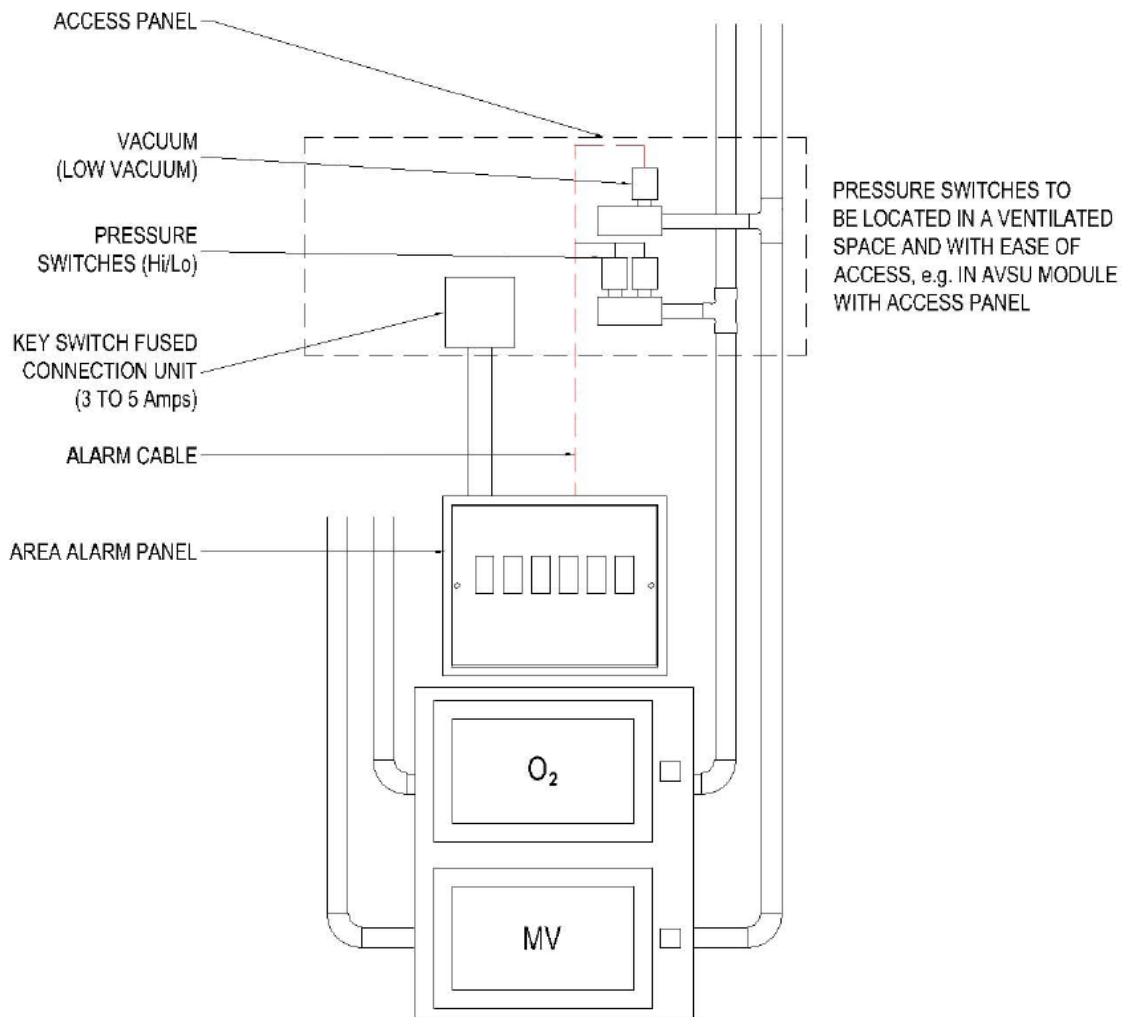 ACCESS PANEL
VACUUM
(LOW VACUUM)
PRESSURE
SWITCHES (Hi/Lo)
KEY SWITCH FUSED
CONNECTION UNIT
(3 TO 5 Amps)
ALARM CABLE
AREA ALARM PANEL
PRESSURE SWITCHES TO
BE LOCATED IN A VENTILATED
SPACE AND WITH EASE OF
ACCESS, e.g. IN AVSU MODULE
WITH ACCESS PANEL
O₂
MV